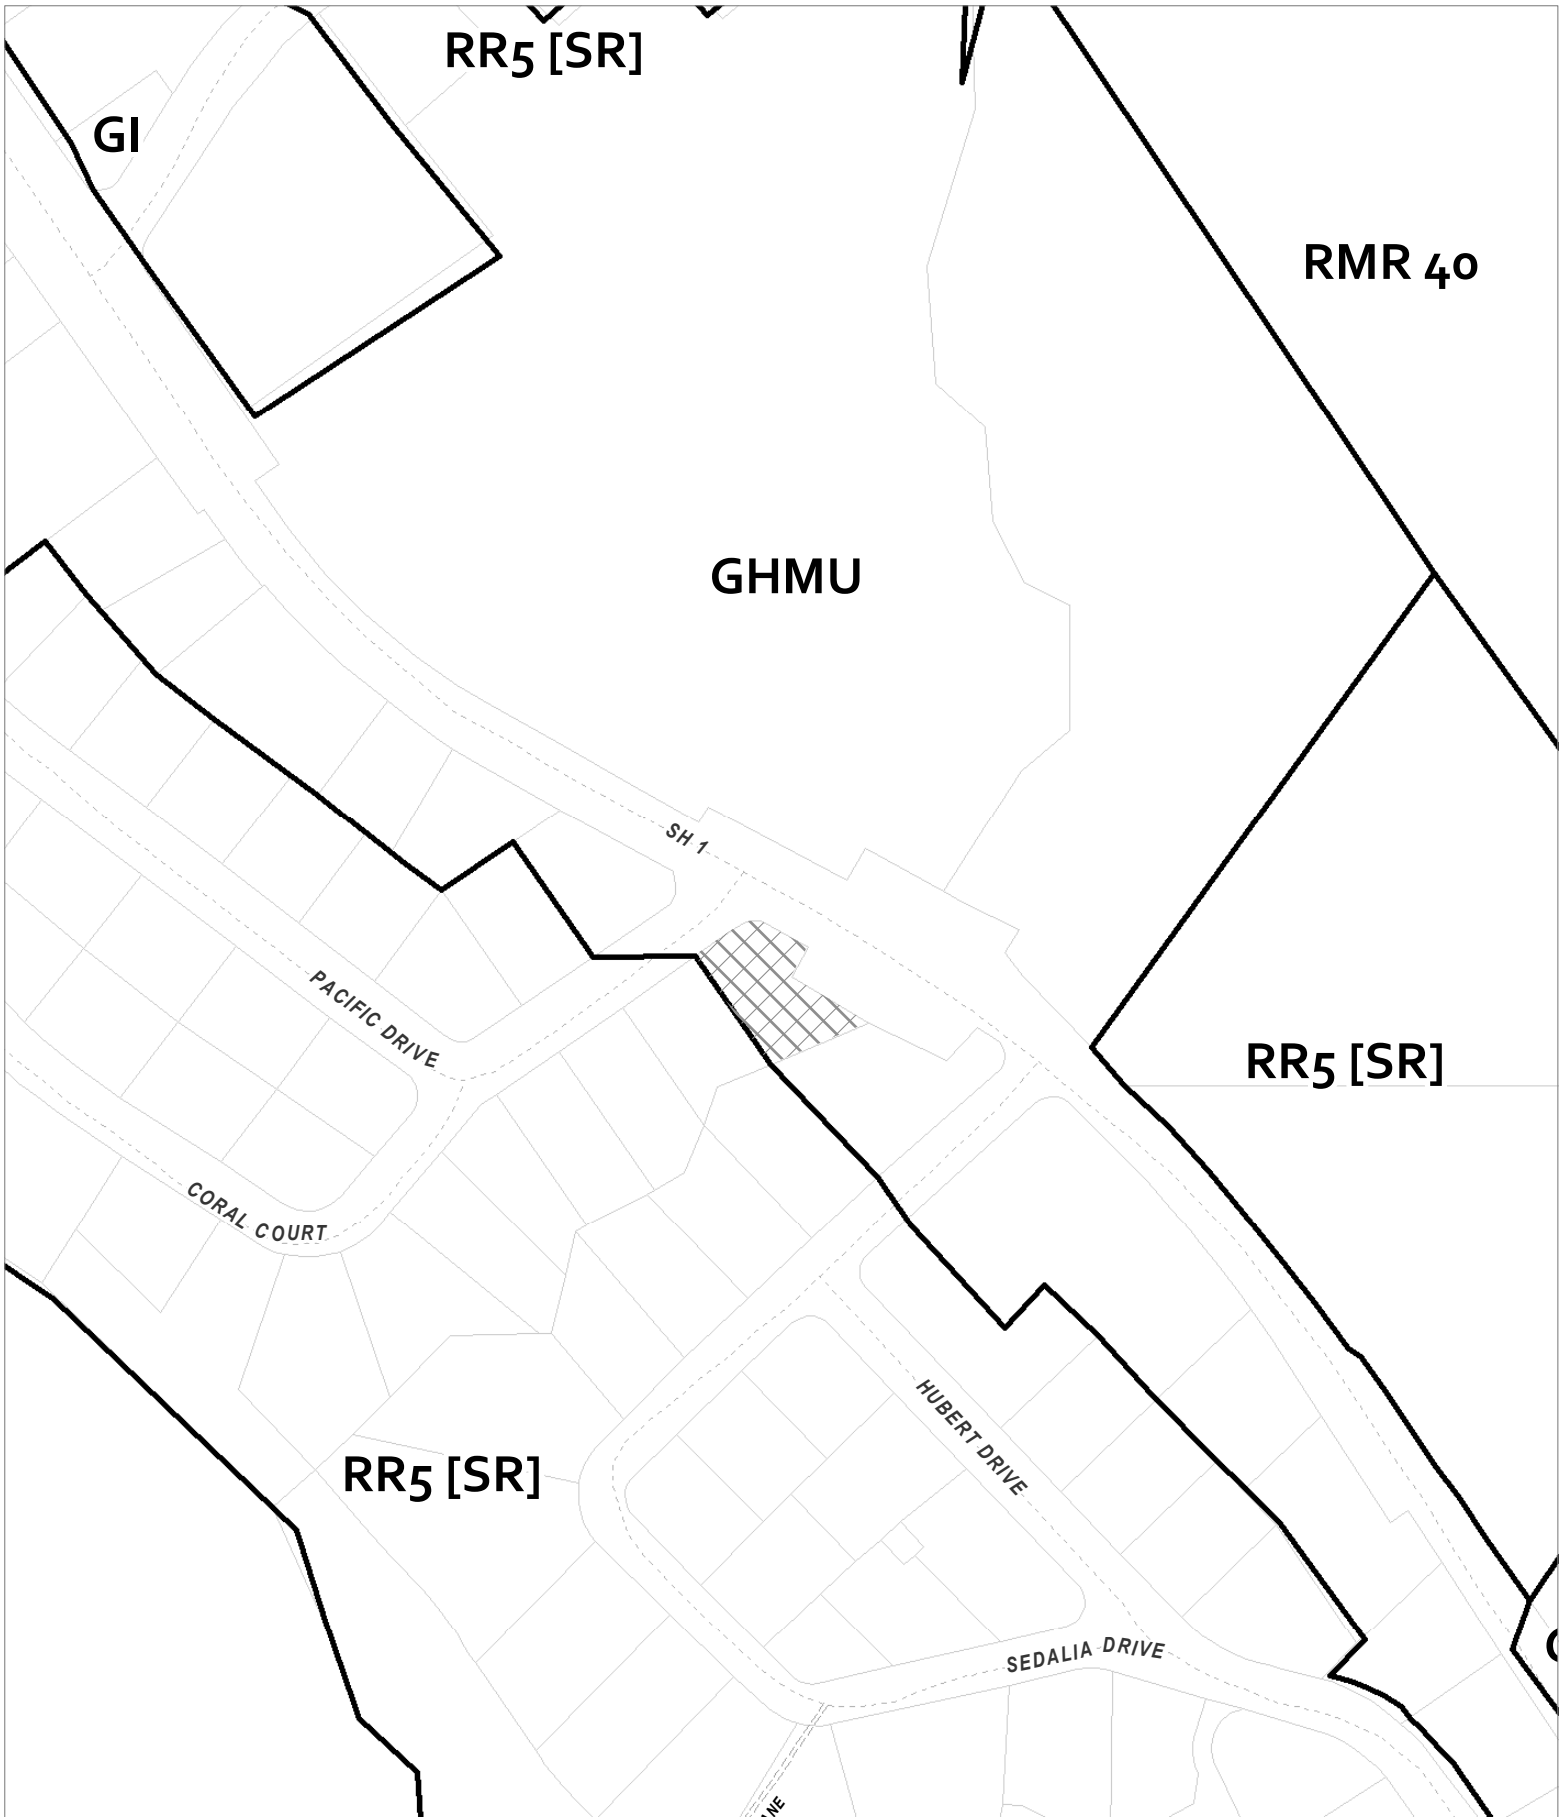 RR5 [SR]
GI
RMR 40
GHMU
SH 1
PACIFIC DRIVE
RR5 [SR]
CORAL COURT
HUBERT DRIVE
RR5 [SR]
SEDALIA DRIVE